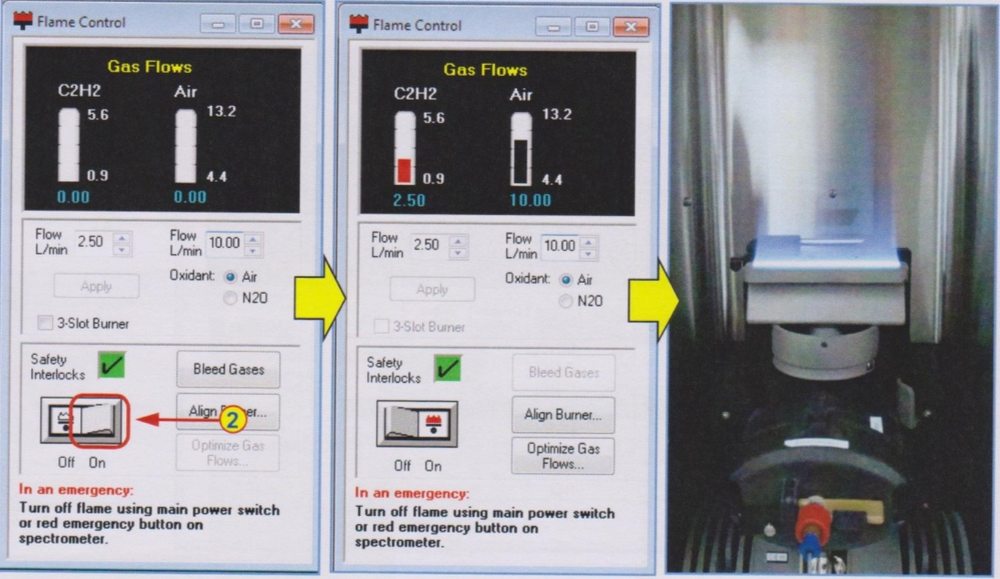 Flame Control
Gas Flows
C2H2 Air
5.6 13.2
0.9 4.4
0.00 0.00
Flow L/min 2.50
Flow L/min 10.00
Apply
Oxidant: Air
N2O
3-Slot Burner
Safety
Interlocks
Bleed Gases
Align er...
2
Optimize Gas
Flows...
Off On
In an emergency:
Turn off flame using main power switch
or red emergency button on
spectrometer.
Flame Control
Gas Flows
C2H2 Air
5.6 13.2
0.9 4.4
2.50 10.00
Flow L/min 2.50
Flow L/min 10.00
Apply
Oxidant: Air
N2O
3-Slot Burner
Safety
Interlocks
Bleed Gases
Align Burner...
Optimize Gas
Flows...
Off On
In an emergency:
Turn off flame using main power switch
or red emergency button on
spectrometer.